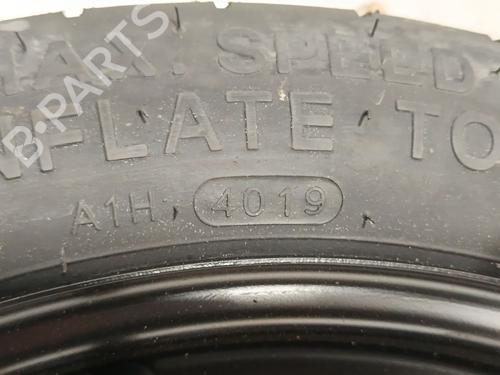 MAX. SPEED
INFLATE TO
A1H 4019
B-PARTS